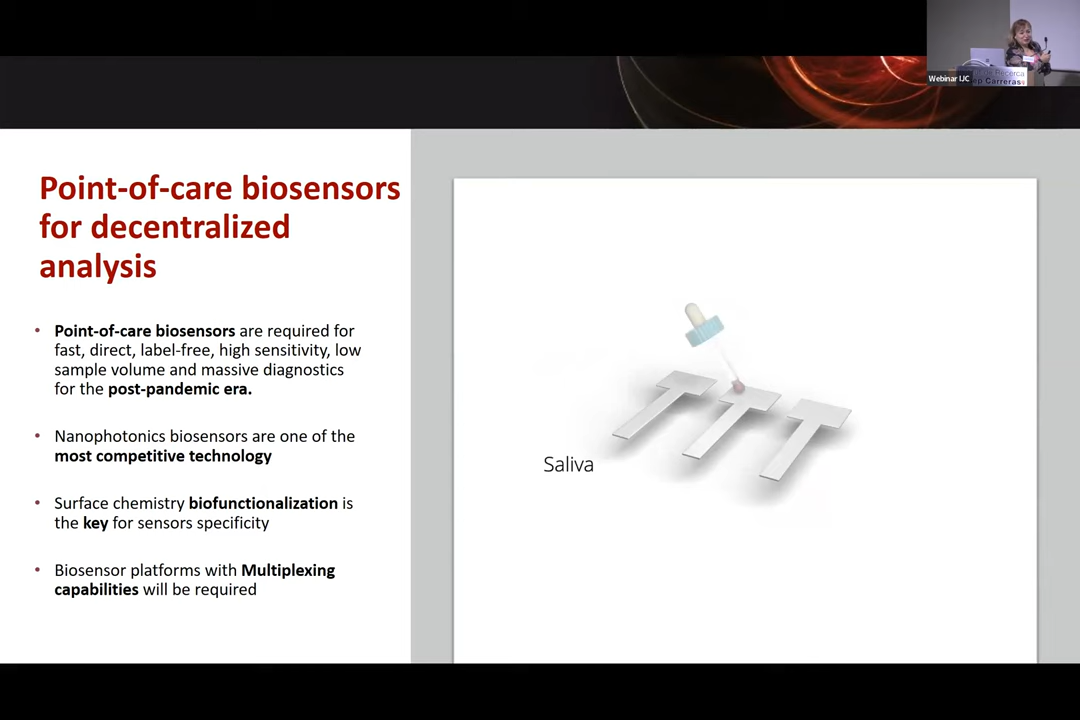 Webinar IJC
Recerca
ep Carreras
Point-of-care biosensors
for decentralized
analysis
• Point-of-care biosensors are required for
fast, direct, label-free, high sensitivity, low
sample volume and massive diagnostics
for the post-pandemic era.
• Nanophotonics biosensors are one of the
most competitive technology
• Surface chemistry biofunctionalization is
the key for sensors specificity
• Biosensor platforms with Multiplexing
capabilities will be required
Saliva